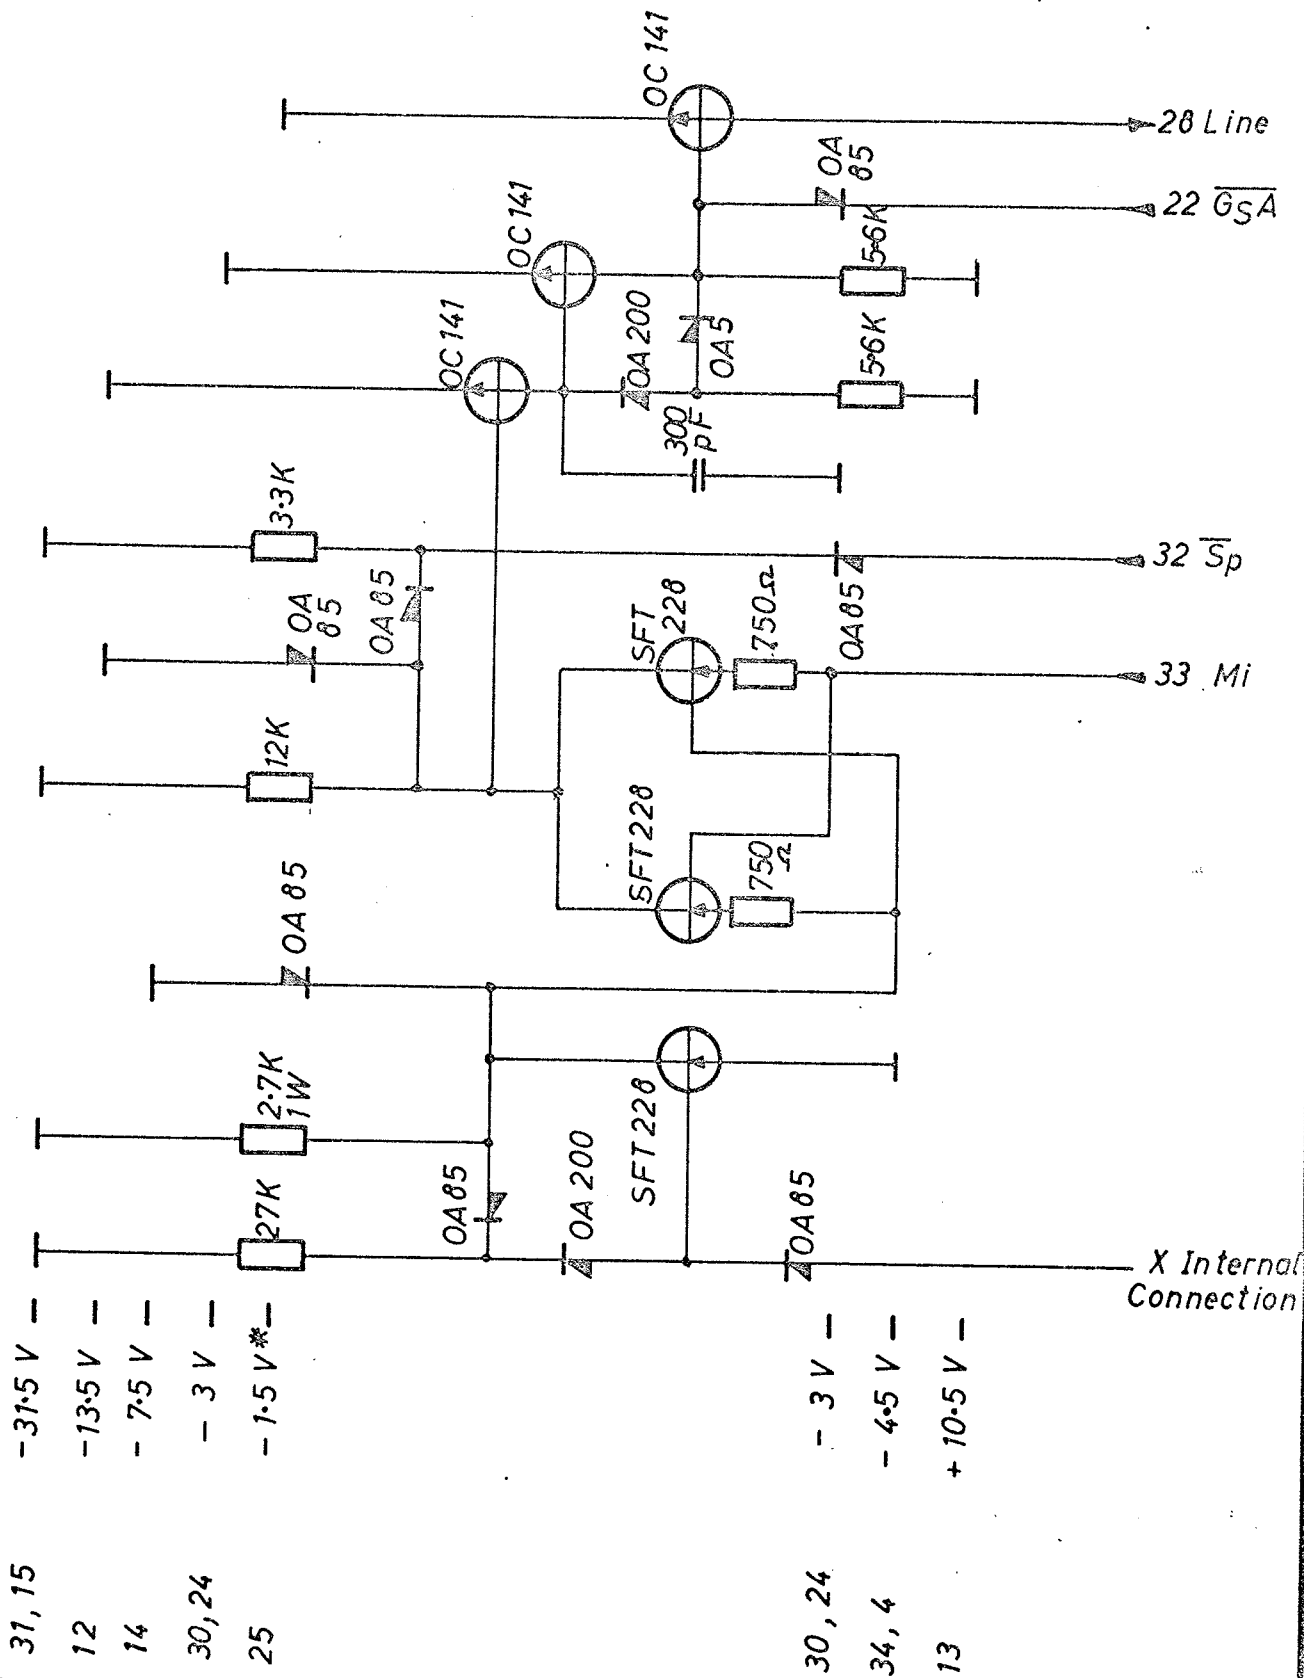 OC 141
28 Line
OA
85
22 GSA
OC 141
5·6K
OC 141
OA 200
OA5
5·6K
300
pF
3·3K
32 Sp
OA
85
OA 85
SFT
228
750Ω
OA85
33 Mi
12K
SFT228
750
Ω
OA 85
2·7K
1W
SFT228
OA85
OA 200
27K
OA85
X Internal
Connection
31, 15 -31·5 V
12 -13·5 V
14 - 7·5 V
30,24 - 3 V
25 -1·5 V*
30, 24 - 3 V
34, 4 - 4·5 V
13 + 10·5 V